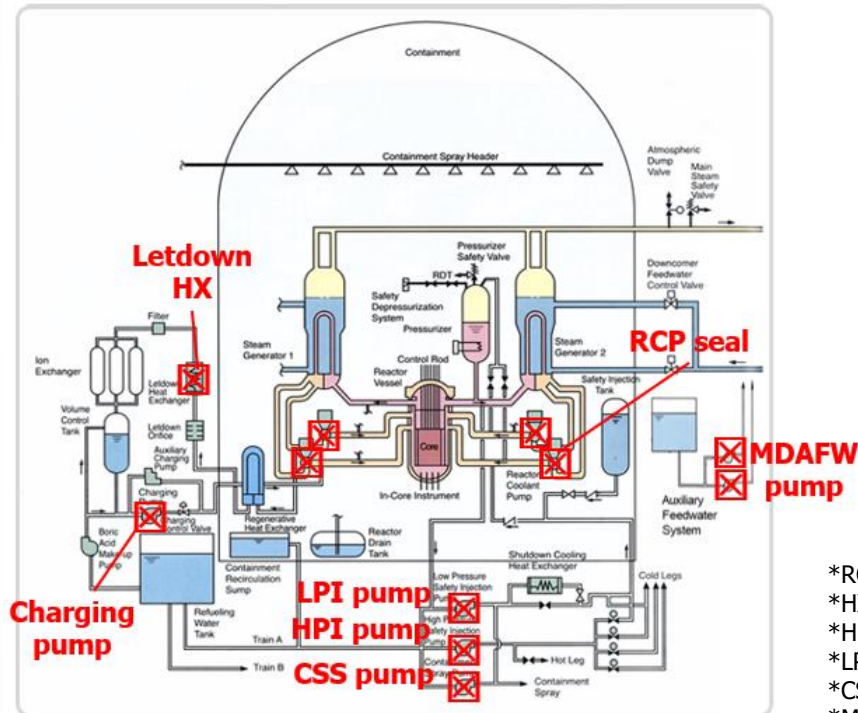 Containment
Containment Spray Header
Atmospheric
Dump
Valve
Main
Steam
Safety
Valve
Letdown
HX
Pressurizer
Safety Valve
RDT
Safety
Depressurization
System
Pressurizer
Downcomer
Feedwater
Control Valve
Filter
Ion
Exchanger
Letdown
Heat
Exchanger
Steam
Generator 1
Control Rod
Reactor
Vessel
Steam
Generator 2
RCP seal
Safety Injection
Tank
Volume
Control
Tank
Letdown
Orifice
Auxiliary
Charging
Pump
Core
Charging
Control Valve
In-Core Instrument
Reactor
Coolant
Pump
MDAFW
pump
Auxiliary
Feedwater
System
Boric
Acid
Make-up
Pump
Regenerative
Heat Exchanger
Reactor
Drain
Tank
Containment
Recirculation
Sump
Shutdown Cooling
Heat Exchanger
Cold Legs
Charging
pump
Refueling
Water
Tank
Low Pressure
Safety Injection
LPI pump
HPI pump
CSS pump
Train A
Train B
Hot Leg
Containment
Spray